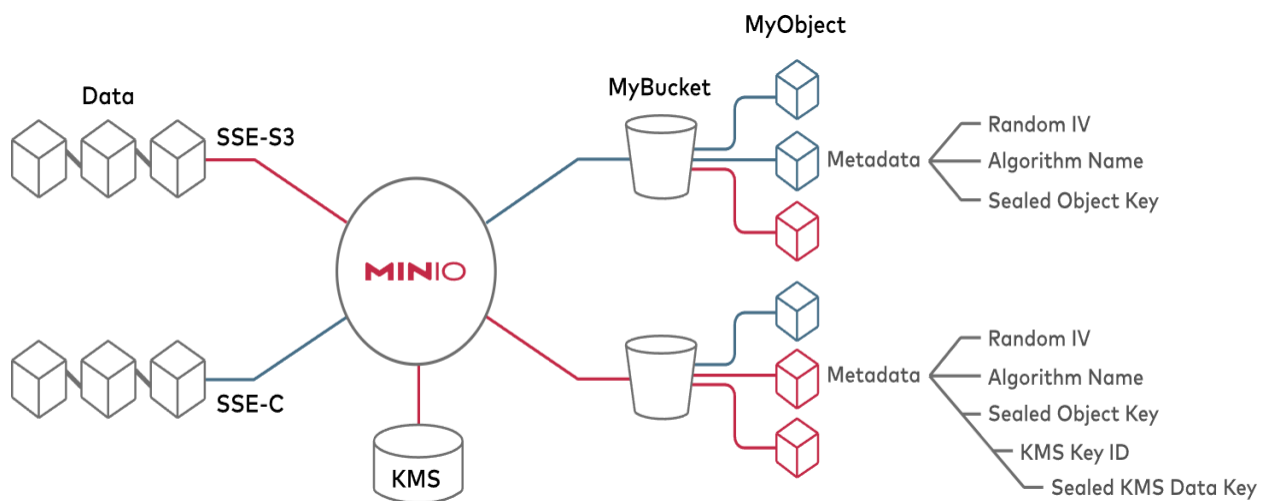 MyObject
Data
MyBucket
SSE-S3
Random IV
Metadata
Algorithm Name
Sealed Object Key
MINIO
Random IV
Metadata
Algorithm Name
SSE-C
Sealed Object Key
KMS
KMS Key ID
Sealed KMS Data Key